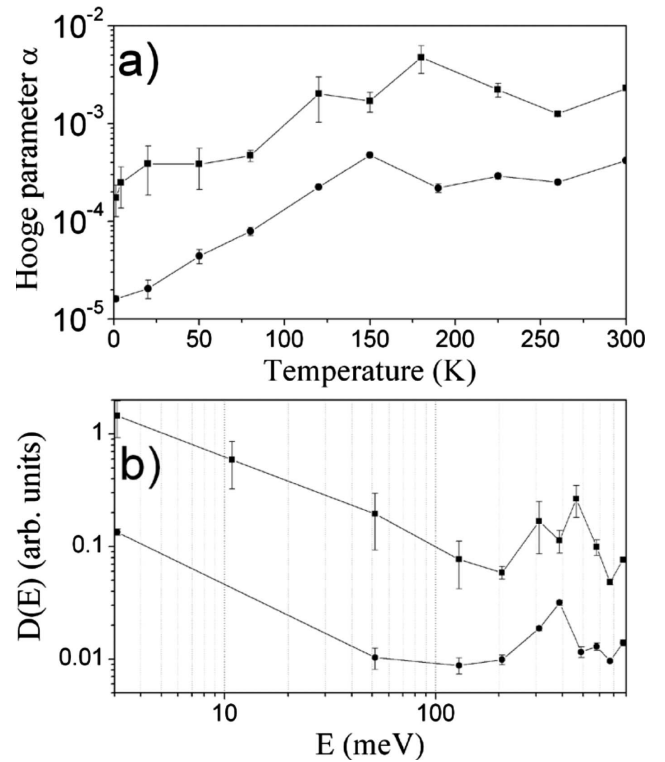 a)
Hooge parameter α
10-2
10-3
10-4
10-5
0 50 100 150 200 250 300
Temperature (K)
b)
D(E) (arb. units)
1
0.1
0.01
10 100
E (meV)